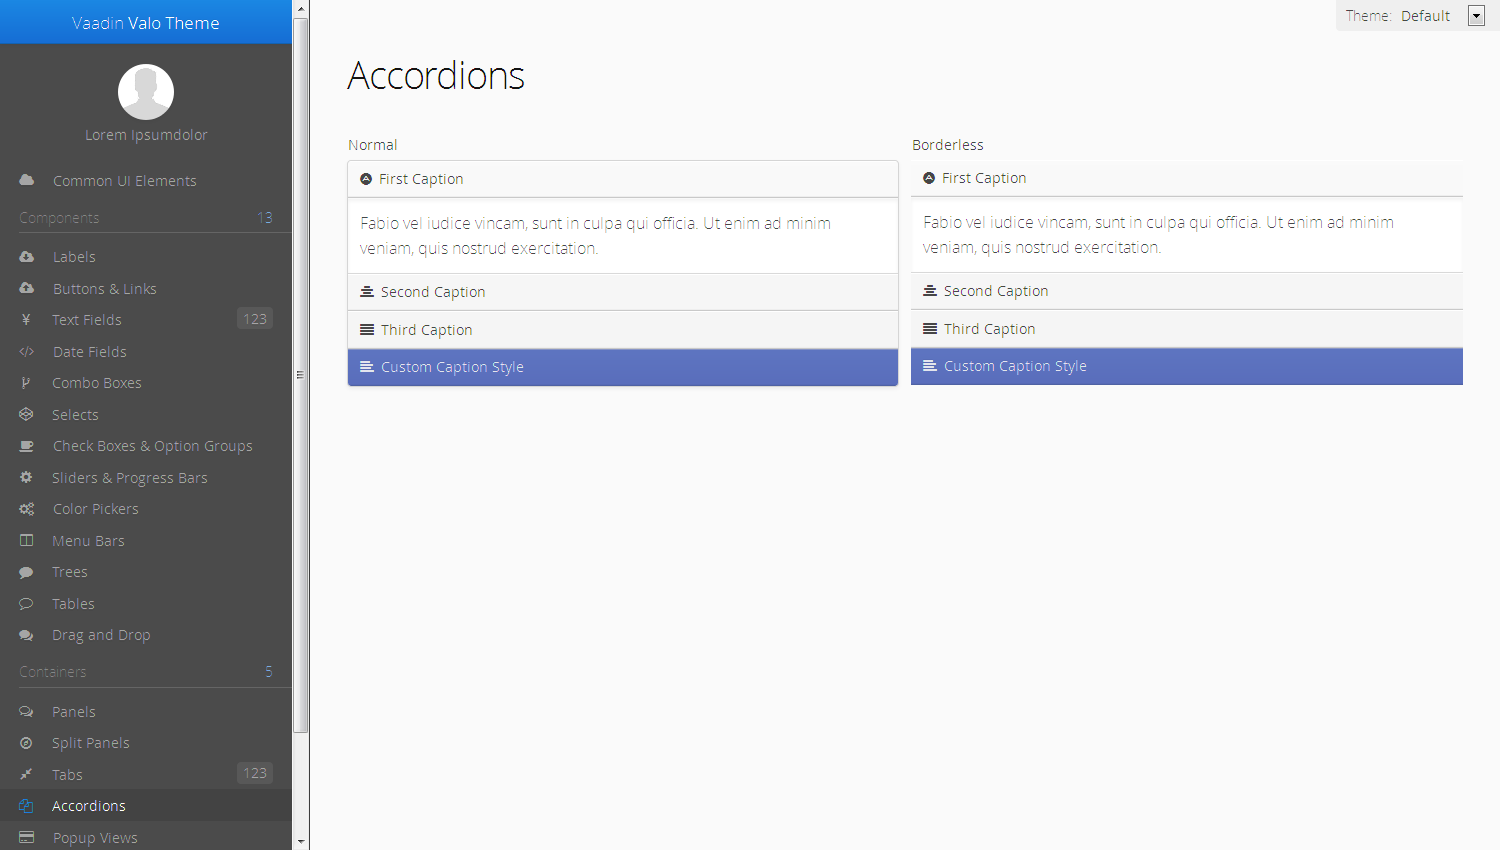 Vaadin Valo Theme
Lorem Ipsumdolor
Common UI Elements
Components 13
Labels
Buttons & Links
Text Fields 123
Date Fields
Combo Boxes
Selects
Check Boxes & Option Groups
Sliders & Progress Bars
Color Pickers
Menu Bars
Trees
Tables
Drag and Drop
Containers 5
Panels
Split Panels
Tabs 123
Accordions
Popup Views
Theme: Default
Accordions
Normal
First Caption
Fabio vel iudice vincam, sunt in culpa qui officia. Ut enim ad minim
veniam, quis nostrud exercitation.
Second Caption
Third Caption
Custom Caption Style
Borderless
First Caption
Fabio vel iudice vincam, sunt in culpa qui officia. Ut enim ad minim
veniam, quis nostrud exercitation.
Second Caption
Third Caption
Custom Caption Style